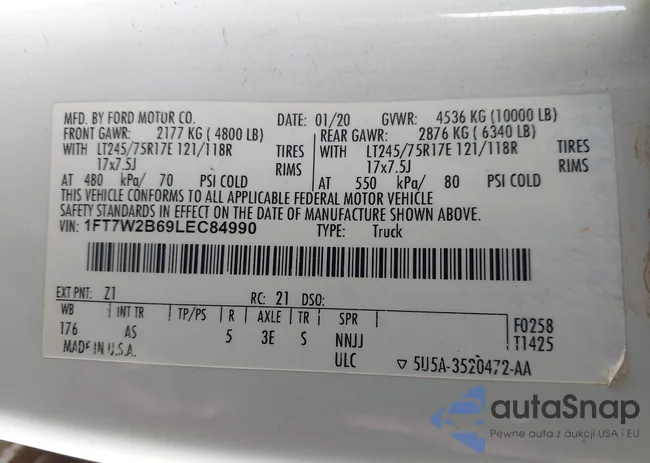 MFD. BY FORD MOTOR CO. DATE: 01/20 GVWR: 4536 KG (10000 LB)
FRONT GAWR: 2177 KG (4800 LB) REAR GAWR: 2876 KG (6340 LB)
WITH LT245/75R17E 121/118R TIRES WITH LT245/75R17E 121/118R TIRES
17x7.5J RIMS 17x7.5J RIMS
AT 480 kPa/ 70 PSI COLD AT 550 kPa/ 80 PSI COLD
THIS VEHICLE CONFORMS TO ALL APPLICABLE FEDERAL MOTOR VEHICLE
SAFETY STANDARDS IN EFFECT ON THE DATE OF MANUFACTURE SHOWN ABOVE.
VIN: 1FT7W2B69LEC84990 TYPE: Truck
EXT PNT: Z1 RC: 21 DSO:
WB INT TR TP/PS R AXLE TR SPR F0258
176 AS 5 3E S NNJJ T1425
MADE IN U.S.A. ULC ▽ 5U5A-3520472-AA
autaSnap
Pewne auta z aukcji USA i EU